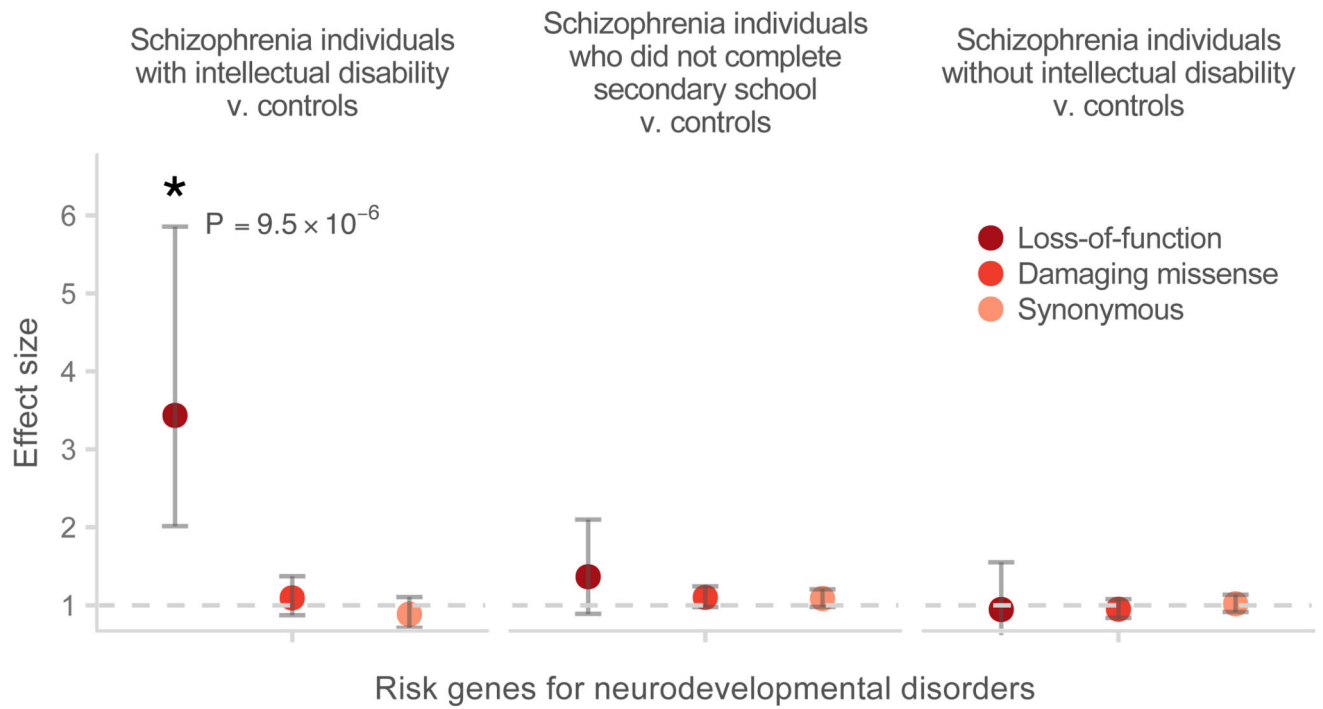 Schizophrenia individuals
with intellectual disability
v. controls
Schizophrenia individuals
who did not complete
secondary school
v. controls
Schizophrenia individuals
without intellectual disability
v. controls
*
P = 9.5 × 10⁻⁶
6
5
4
3
2
1
Effect size
Loss-of-function
Damaging missense
Synonymous
Risk genes for neurodevelopmental disorders